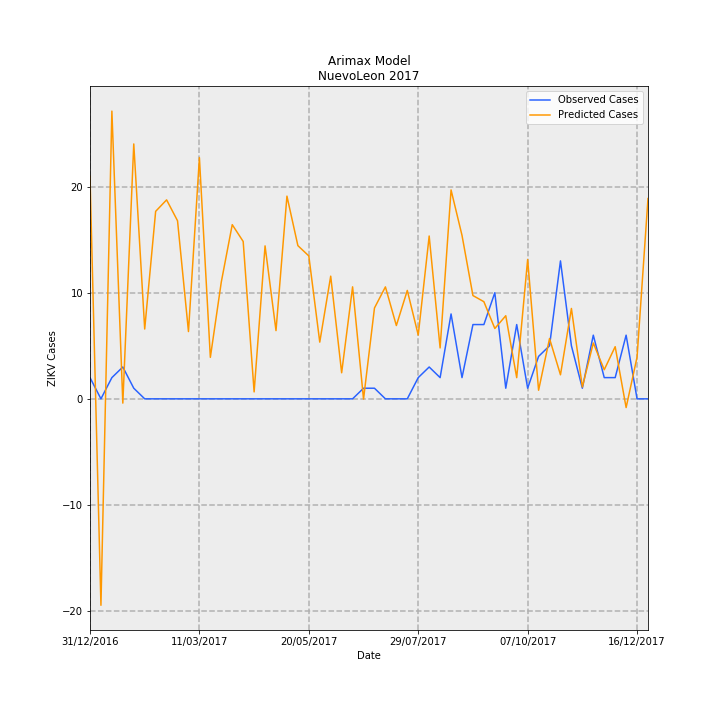 Arimax Model
NuevoLeon 2017
Observed Cases
Predicted Cases
ZIKV Cases
20
10
0
−10
−20
31/12/2016
11/03/2017
20/05/2017
29/07/2017
07/10/2017
16/12/2017
Date